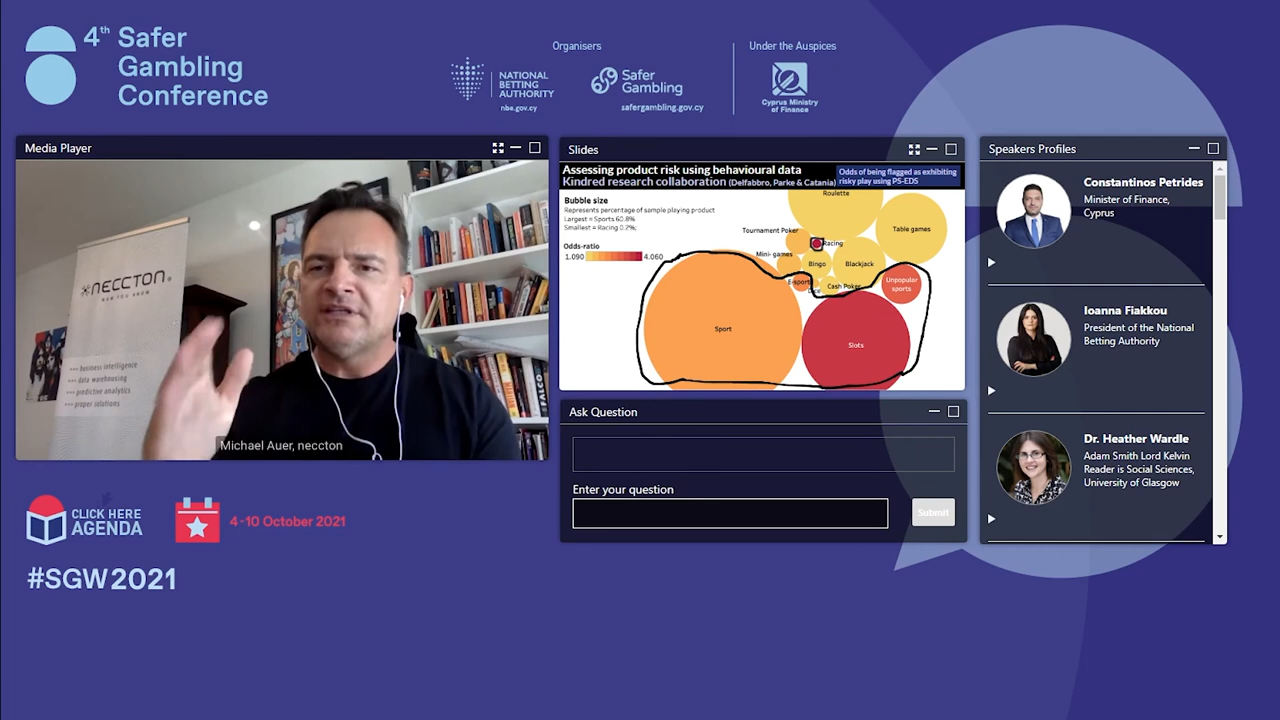 4th Safer
Gambling
Conference
Organisers
NATIONAL
BETTING
AUTHORITY
nba.gov.cy
Safer
Gambling
safergambling.gov.cy
Under the Auspices
Cyprus Ministry
of Finance
Media Player
NECCTON®
NOW YOU KNOW
business intelligence
data warehousing
predictive analytics
proper solutions
FALCO
Michael Auer, neccton
Slides
Assessing product risk using behavioural data
Kindred research collaboration (Delfabbro, Parke & Catania)
Odds of being flagged as exhibiting
risky play using PS-EDS
Bubble size
Represents percentage of sample playing product
Largest = Sports 60.8%
Smallest = Racing 0.2%;
Odds-ratio
1.090
4.060
Roulette
Table games
Tournament Poker
Racing
Mini- games
Bingo
Blackjack
E-sports
Cash Poker
Unpopular
sports
Sport
Slots
Ask Question
Enter your question
Submit
Speakers Profiles
Constantinos Petrides
Minister of Finance,
Cyprus
Ioanna Fiakkou
President of the National
Betting Authority
Dr. Heather Wardle
Adam Smith Lord Kelvin
Reader is Social Sciences,
University of Glasgow
CLICK HERE
AGENDA
4-10 October 2021
#SGW2021